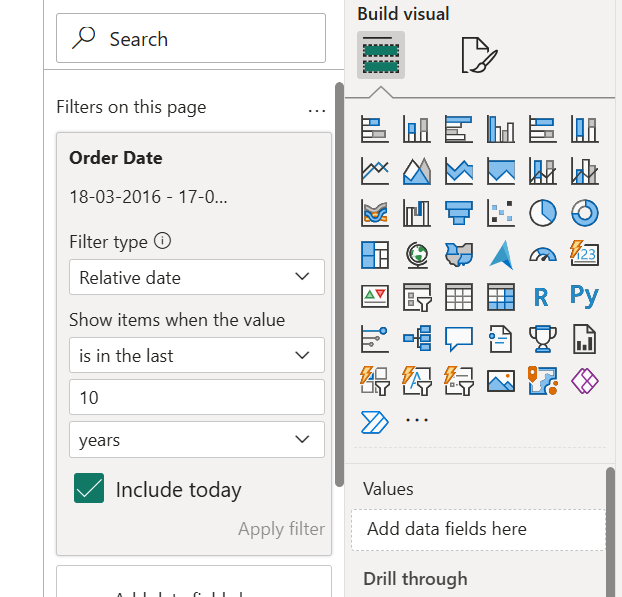 Search
Filters on this page
...
Order Date
18-03-2016 - 17-0...
Filter type
Relative date
Show items when the value
is in the last
10
years
Include today
Apply filter
Build visual
123
R
Py
...
Values
Add data fields here
Drill through